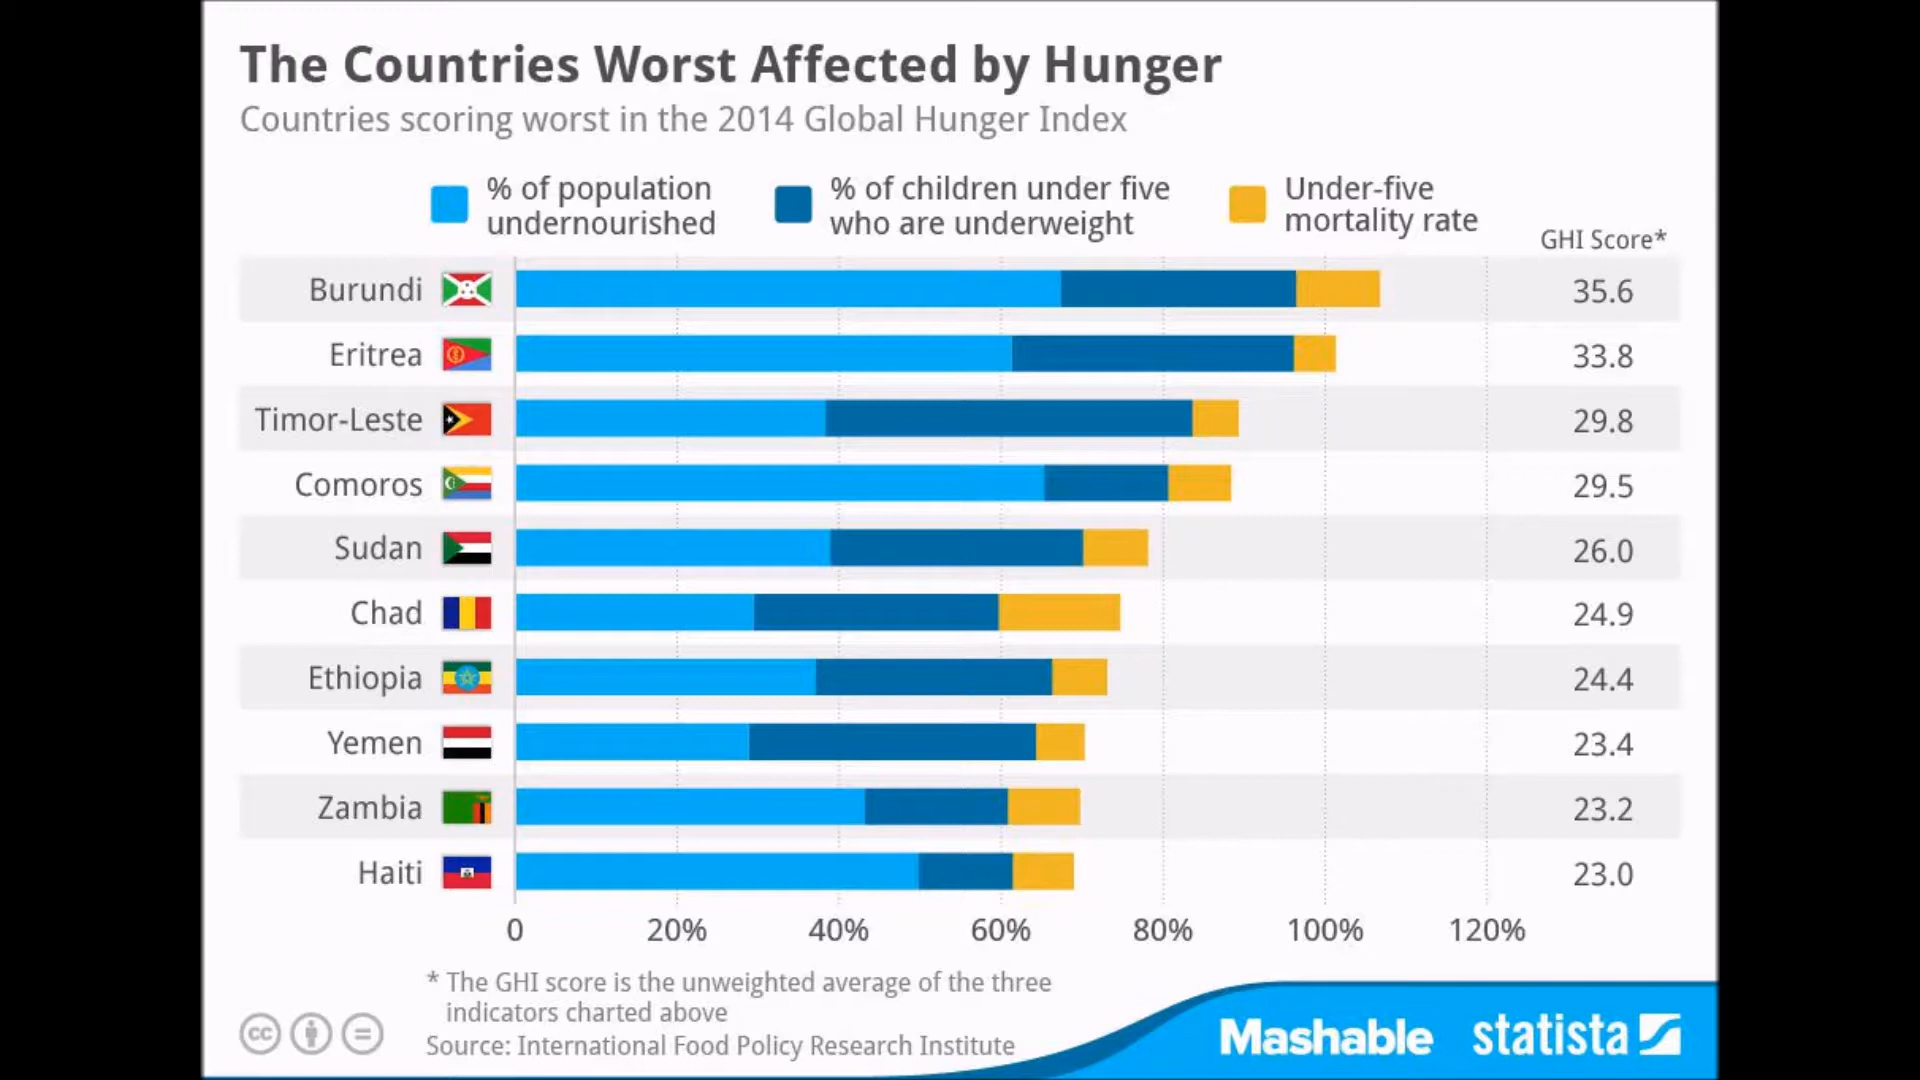 The Countries Worst Affected by Hunger
Countries scoring worst in the 2014 Global Hunger Index
% of population
undernourished
% of children under five
who are underweight
Under-five
mortality rate
GHI Score*
Burundi 35.6
Eritrea 33.8
Timor-Leste 29.8
Comoros 29.5
Sudan 26.0
Chad 24.9
Ethiopia 24.4
Yemen 23.4
Zambia 23.2
Haiti 23.0
0 20% 40% 60% 80% 100% 120%
* The GHI score is the unweighted average of the three
indicators charted above
Source: International Food Policy Research Institute
cc
Mashable statista